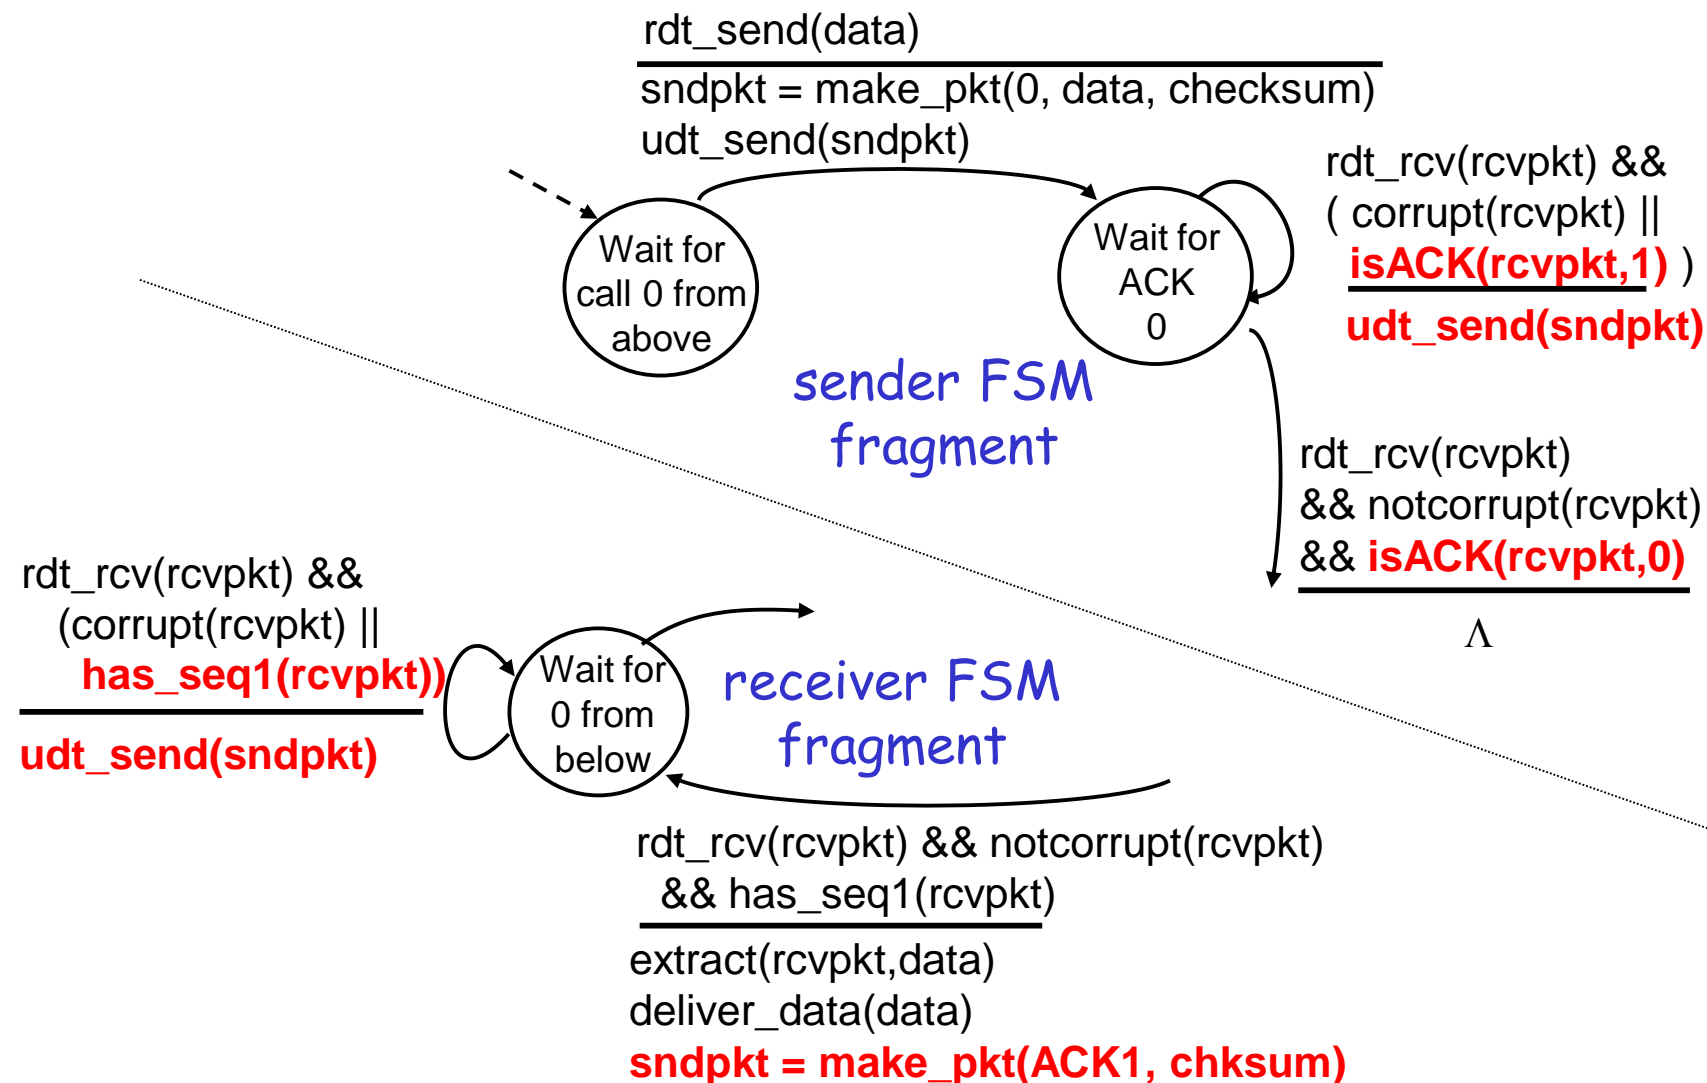 rdt_send(data)
sndpkt = make_pkt(0, data, checksum)
udt_send(sndpkt)
Wait for
call 0 from
above
Wait for
ACK
0
rdt_rcv(rcvpkt) &&
( corrupt(rcvpkt) ||
isACK(rcvpkt,1) )
udt_send(sndpkt)
sender FSM
fragment
rdt_rcv(rcvpkt)
&& notcorrupt(rcvpkt)
&& isACK(rcvpkt,0)
Λ
rdt_rcv(rcvpkt) &&
(corrupt(rcvpkt) ||
has_seq1(rcvpkt))
udt_send(sndpkt)
Wait for
0 from
below
receiver FSM
fragment
rdt_rcv(rcvpkt) && notcorrupt(rcvpkt)
&& has_seq1(rcvpkt)
extract(rcvpkt,data)
deliver_data(data)
sndpkt = make_pkt(ACK1, chksum)